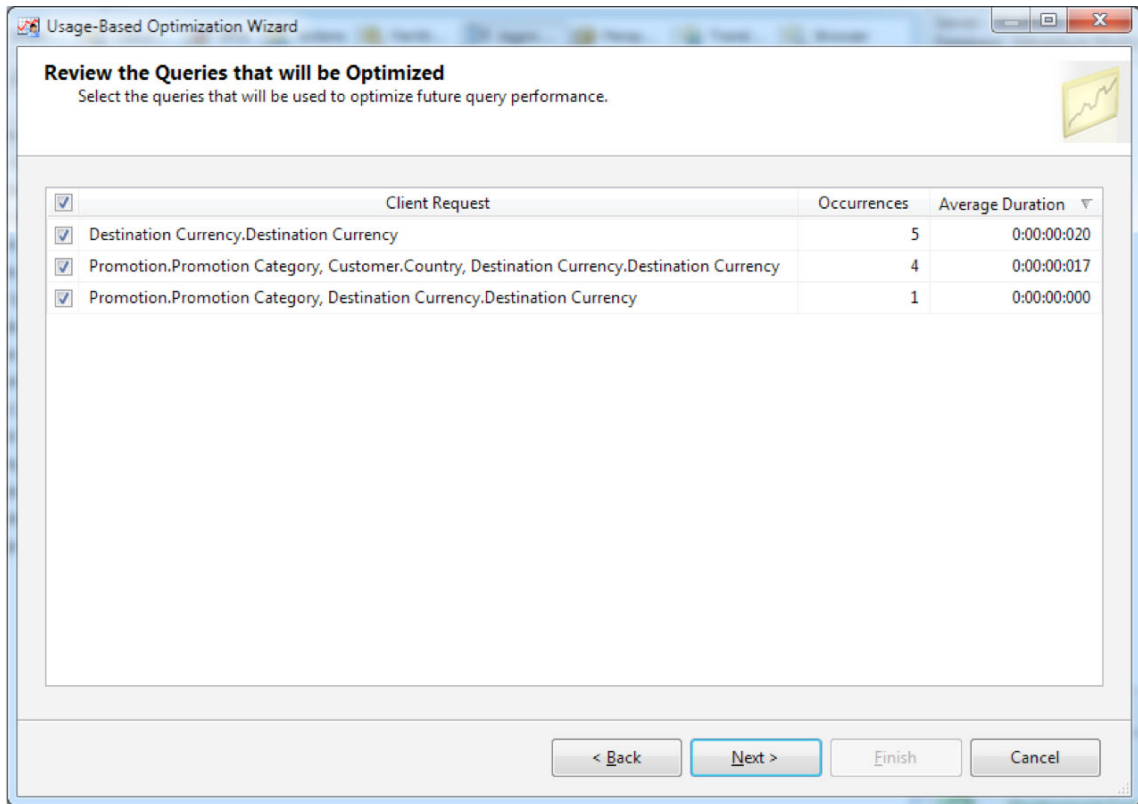 Usage-Based Optimization Wizard
Review the Queries that will be Optimized
Select the queries that will be used to optimize future query performance.
Client Request Occurrences Average Duration
Destination Currency.Destination Currency 5 0:00:00:020
Promotion.Promotion Category, Customer.Country, Destination Currency.Destination Currency 4 0:00:00:017
Promotion.Promotion Category, Destination Currency.Destination Currency 1 0:00:00:000
< Back Next > Finish Cancel